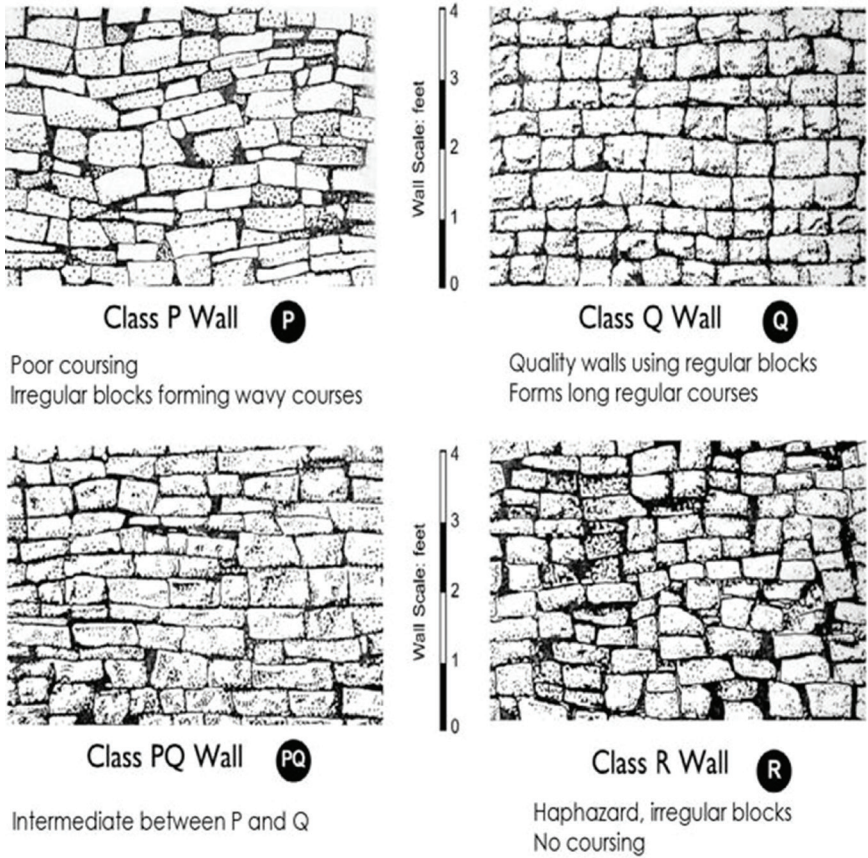 4
3
2
1
0
Wall Scale: feet
Class P Wall P
Poor coursing
Irregular blocks forming wavy courses
Class Q Wall Q
Quality walls using regular blocks
Forms long regular courses
4
3
2
1
0
Wall Scale: feet
Class PQ Wall PQ
Intermediate between P and Q
Class R Wall R
Haphazard, irregular blocks
No coursing